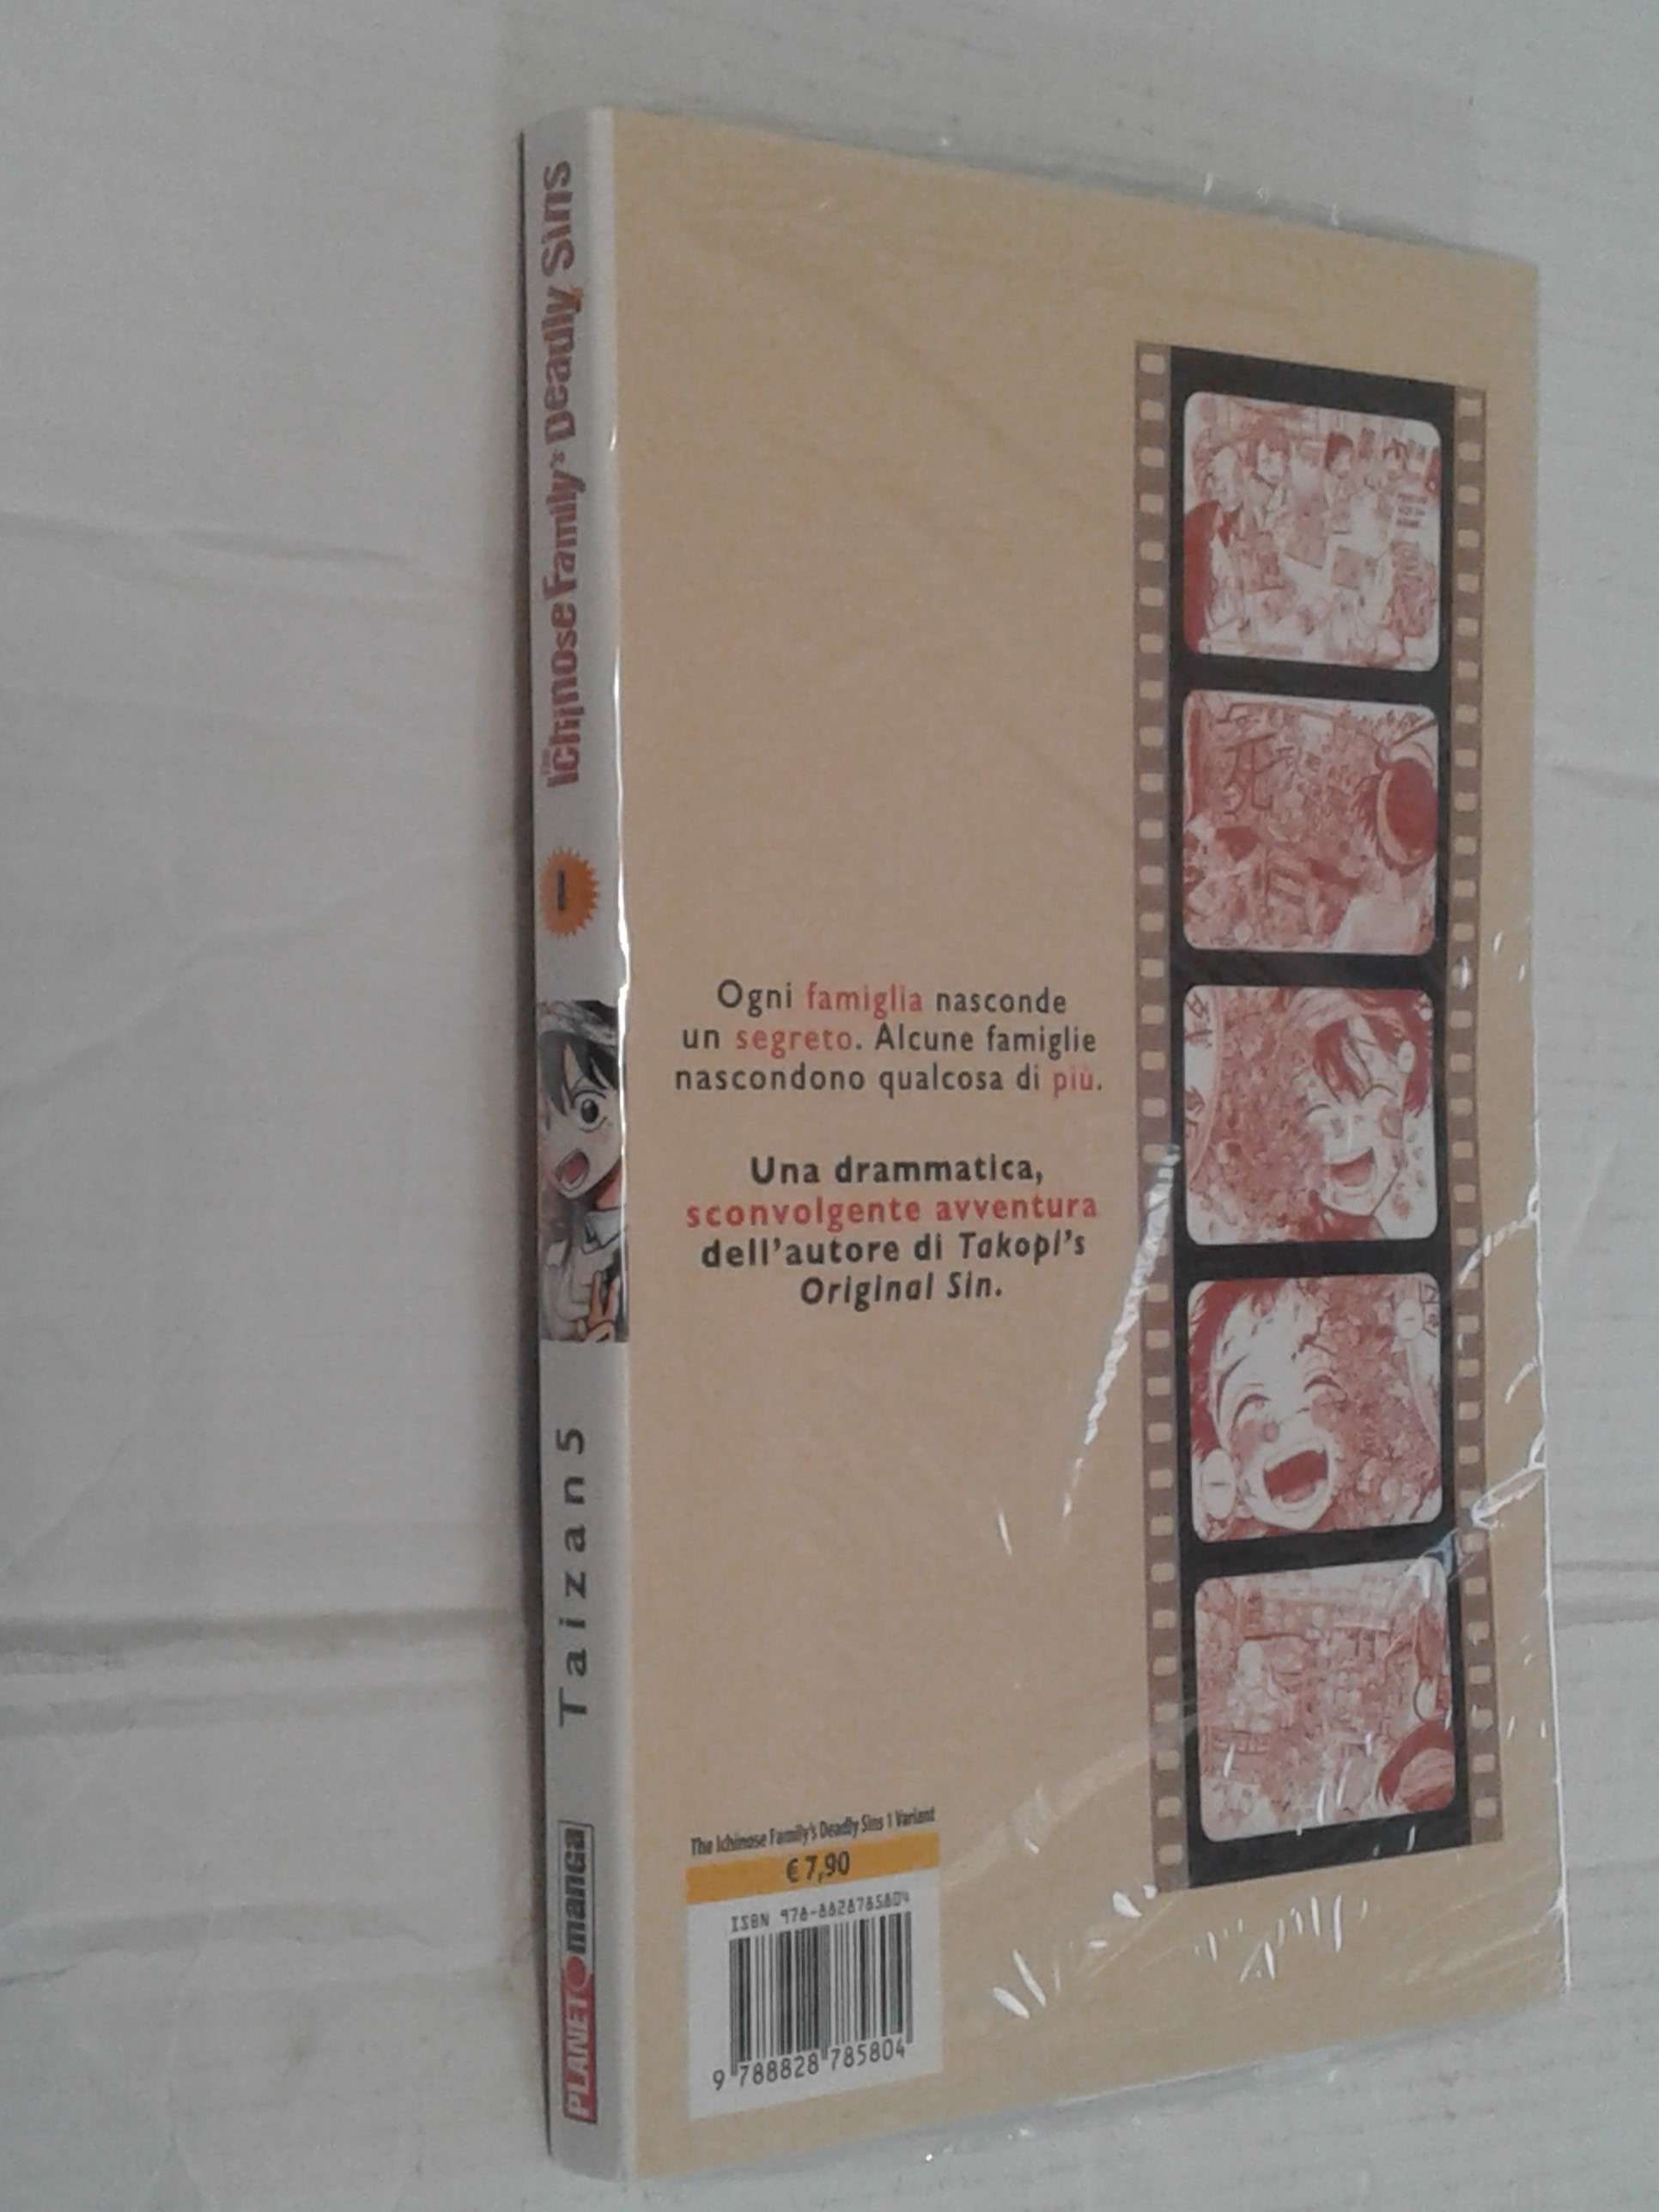 The Ichinose Family's Deadly Sins
1
Taizan5
PLANET manga
Ogni famiglia nasconde
un segreto. Alcune famiglie
nascondono qualcosa di più.
Una drammatica,
sconvolgente avventura
dell'autore di Takopi's
Original Sin.
死
The Ichinose Family's Deadly Sins 1 Variant
€ 7,90
ISBN 978-8828785804
9 788828 785804